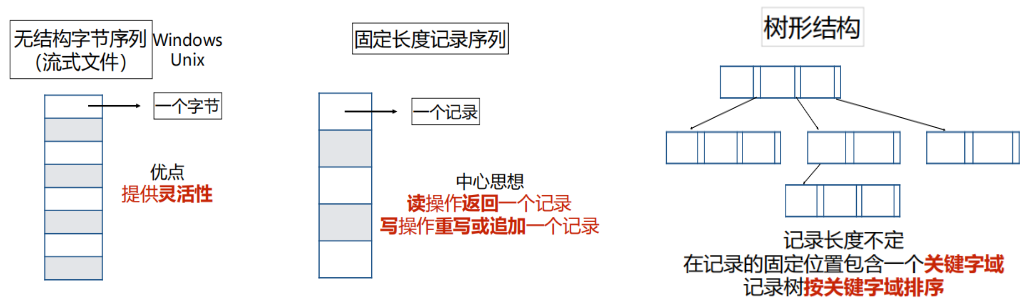 无结构字节序列
（流式文件）
Windows
Unix
一个字节
优点
提供灵活性
固定长度记录序列
一个记录
中心思想
读操作返回一个记录
写操作重写或追加一个记录
树形结构
记录长度不定
在记录的固定位置包含一个关键字域
记录树按关键字域排序